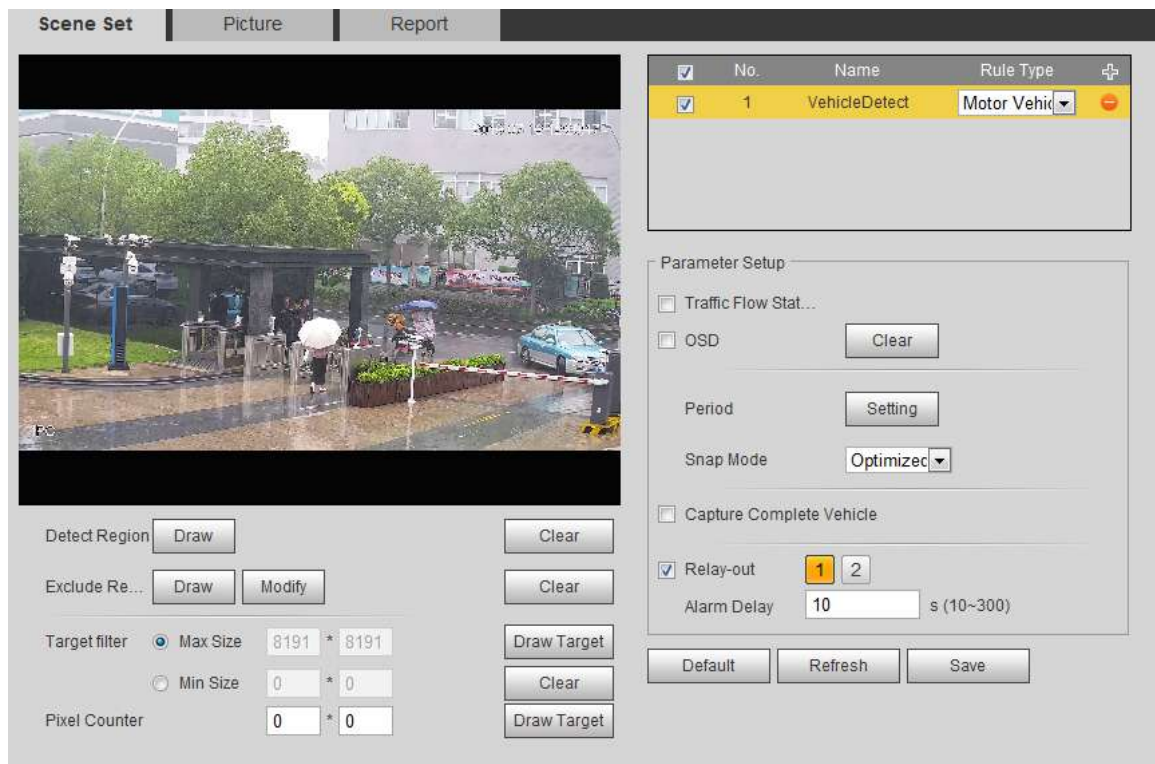 Scene Set Picture Report
No. Name Rule Type
1 VehicleDetect Motor Vehic
Parameter Setup
Traffic Flow Stat...
OSD Clear
Period Setting
Snap Mode Optimized
Capture Complete Vehicle
Relay-out 1 2
Alarm Delay 10 s (10~300)
Default Refresh Save
Detect Region Draw Clear
Exclude Re... Draw Modify Clear
Target filter Max Size 8191 * 8191 Draw Target
Min Size 0 * 0 Clear
Pixel Counter 0 * 0 Draw Target